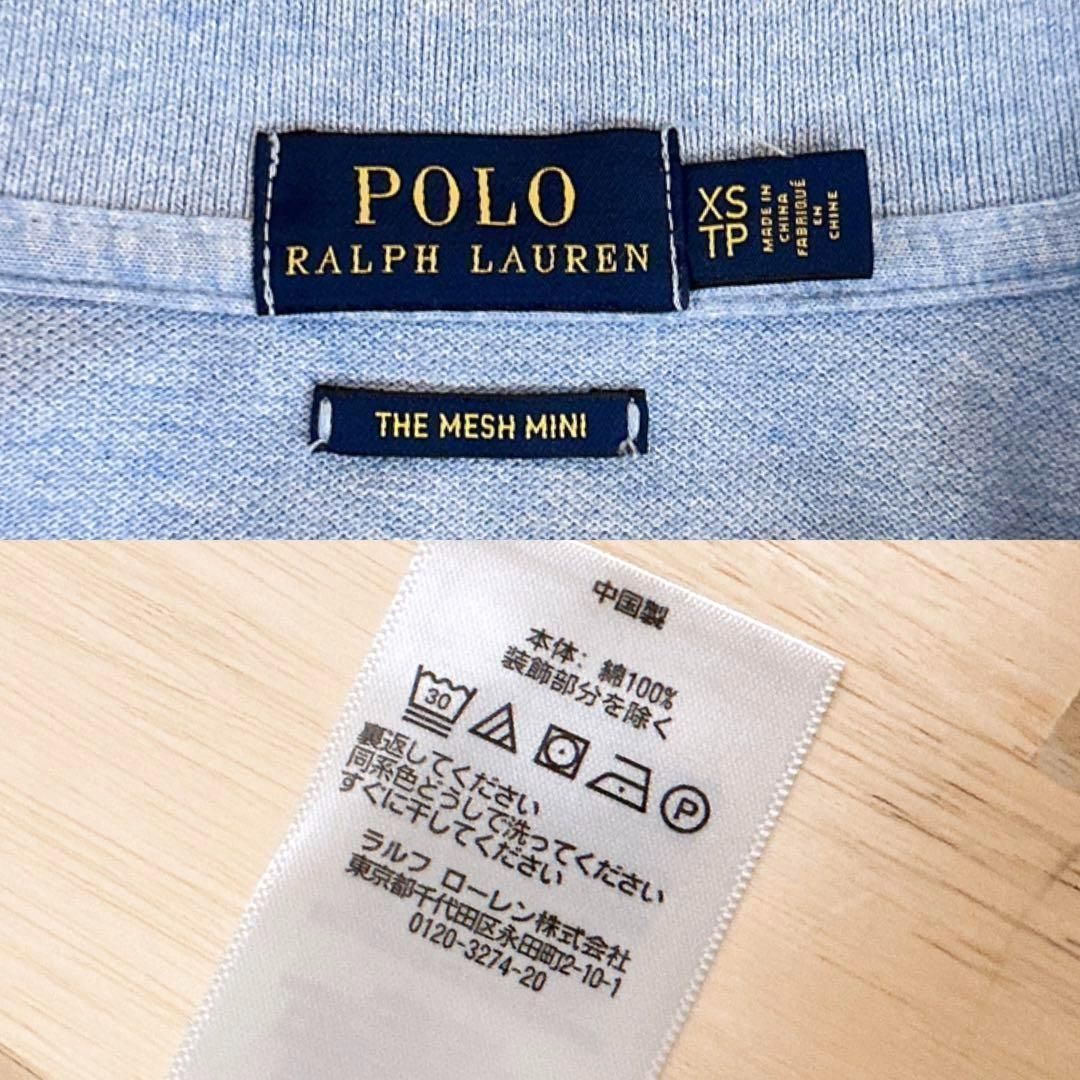 POLO
RALPH LAUREN
XS
TP
MADE IN
CHINA
FABRIQUÉ
EN
CHINE
THE MESH MINI
中国製
本体: 綿100%
装飾部分を除く
30
P
裏返してください
同系色どうしで洗ってください
すぐに干してください
ラルフ ローレン株式会社
東京都千代田区永田町2-10-1
0120-3274-20